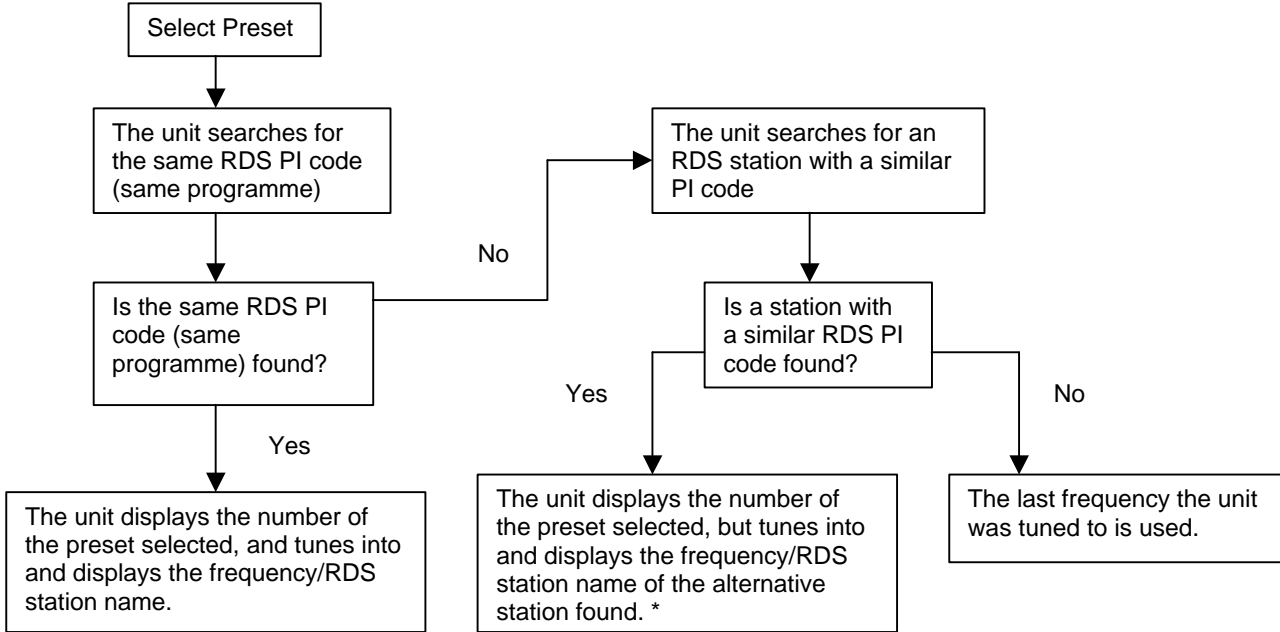 Select Preset
The unit searches for
the same RDS PI code
(same programme)
The unit searches for an
RDS station with a similar
PI code
No
Is the same RDS PI
code (same
programme) found?
Is a station with
a similar RDS PI
code found?
Yes
Yes
No
The unit displays the number of
the preset selected, and tunes into
and displays the frequency/RDS
station name.
The unit displays the number of
the preset selected, but tunes into
and displays the frequency/RDS
station name of the alternative
station found. *
The last frequency the unit
was tuned to is used.